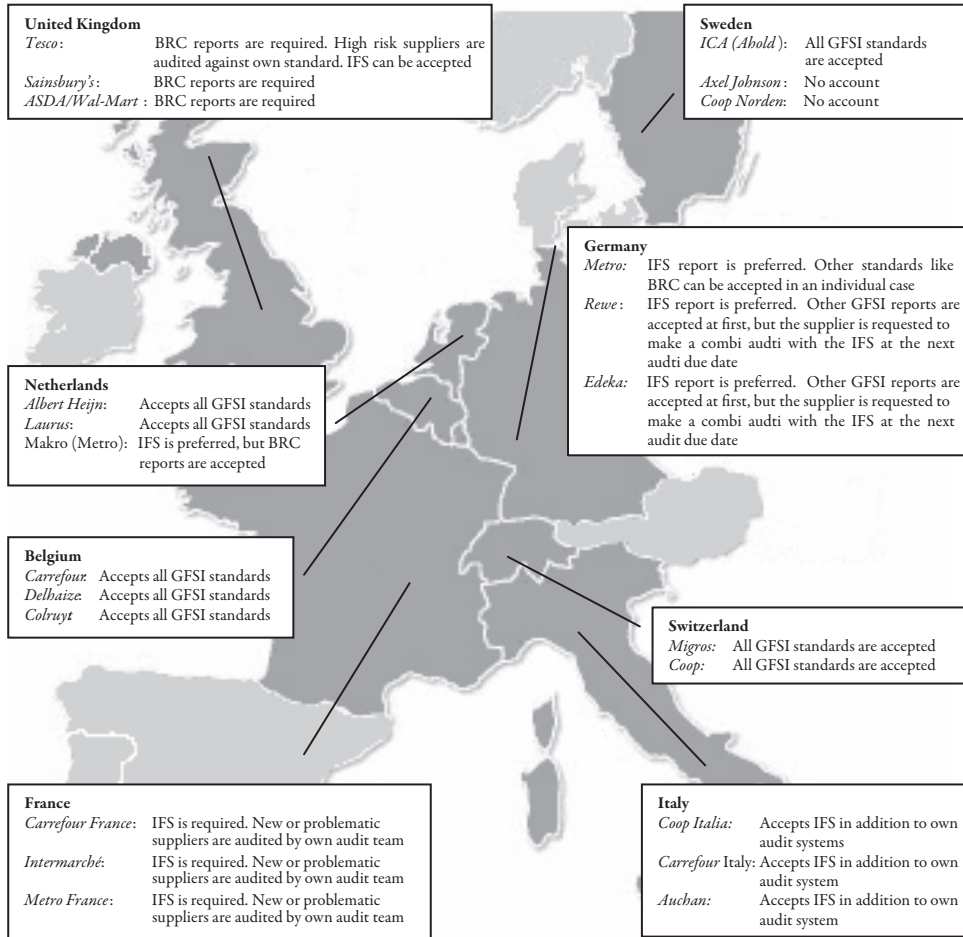 United Kingdom
Tesco: BRC reports are required. High risk suppliers are
audited against own standard. IFS can be accepted
Sainsbury's: BRC reports are required
ASDA/Wal-Mart : BRC reports are required
Sweden
ICA (Ahold): All GFSI standards
are accepted
Axel Johnson: No account
Coop Norden: No account
Germany
Metro: IFS report is preferred. Other standards like
BRC can be accepted in an individual case
Rewe: IFS report is preferred. Other GFSI reports are
accepted at first, but the supplier is requested to
make a combi audti with the IFS at the next
audti due date
Edeka: IFS report is preferred. Other GFSI reports are
accepted at first, but the supplier is requested to
make a combi audti with the IFS at the next
audit due date
Netherlands
Albert Heijn: Accepts all GFSI standards
Laurus: Accepts all GFSI standards
Makro (Metro): IFS is preferred, but BRC
reports are accepted
Belgium
Carrefour: Accepts all GFSI standards
Delhaize: Accepts all GFSI standards
Colruyt Accepts all GFSI standards
Switzerland
Migros: All GFSI standards are accepted
Coop: All GFSI standards are accepted
France
Carrefour France: IFS is required. New or problematic
suppliers are audited by own audit team
Intermarché: IFS is required. New or problematic
suppliers are audited by own audit team
Metro France: IFS is required. New or problematic
suppliers are audited by own audit team
Italy
Coop Italia: Accepts IFS in addition to own
audit systems
Carrefour Italy: Accepts IFS in addition to own
audit system
Auchan: Accepts IFS in addition to own
audit system